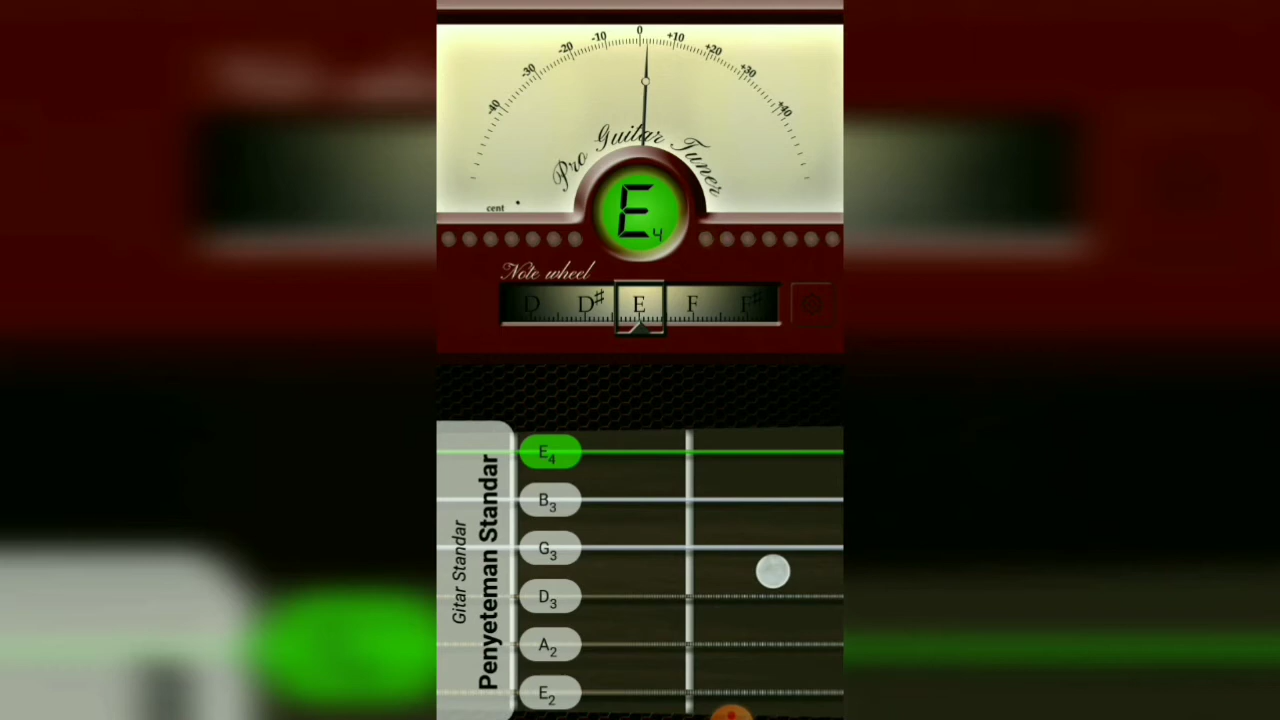 -40 -30 -20 -10 0 +10 +20 +30 +40
Pro Guitar Tuner
cent
E4
Note wheel
D D♯ E F F♯
Gitar Standar
Penyeteman Standar
E4
B3
G3
D3
A2
E2